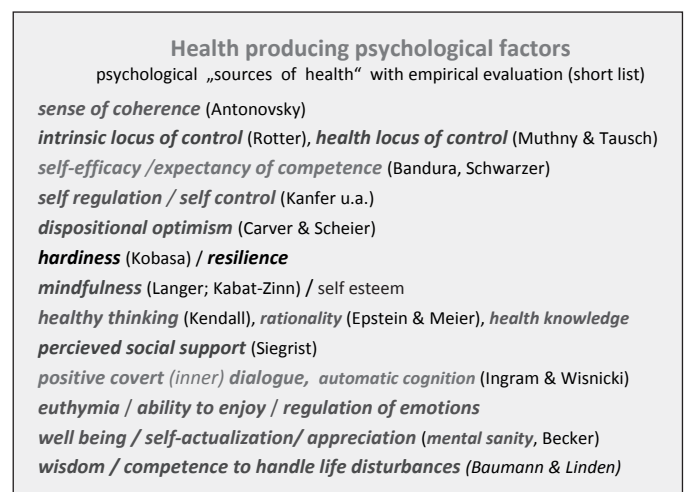 Health producing psychological factors
psychological „sources of health“ with empirical evaluation (short list)
sense of coherence (Antonovsky)
intrinsic locus of control (Rotter), health locus of control (Muthny & Tausch)
self-efficacy /expectancy of competence (Bandura, Schwarzer)
self regulation / self control (Kanfer u.a.)
dispositional optimism (Carver & Scheier)
hardiness (Kobasa) / resilience
mindfulness (Langer; Kabat-Zinn) / self esteem
healthy thinking (Kendall), rationality (Epstein & Meier), health knowledge
percieved social support (Siegrist)
positive covert (inner) dialogue, automatic cognition (Ingram & Wisnicki)
euthymia / ability to enjoy / regulation of emotions
well being / self-actualization/ appreciation (mental sanity, Becker)
wisdom / competence to handle life disturbances (Baumann & Linden)